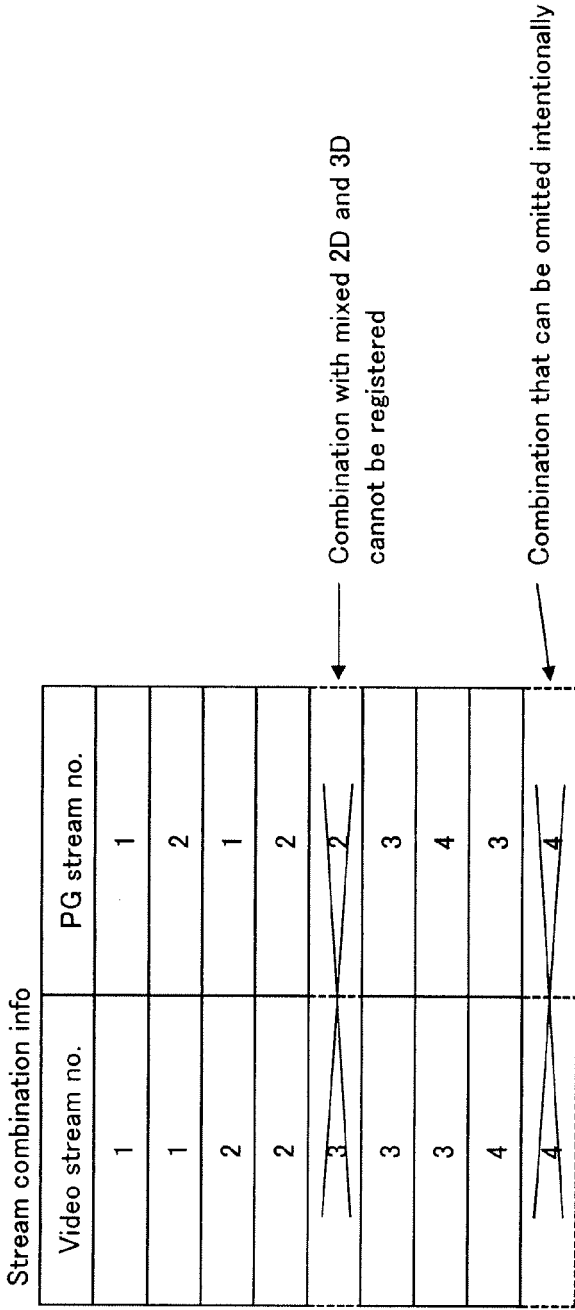 Stream combination info
Video stream no. PG stream no.
1 1
1 2
2 1
2 2
3 2
3 3
3 4
4 3
4 4
Combination with mixed 2D and 3D
cannot be registered
Combination that can be omitted intentionally